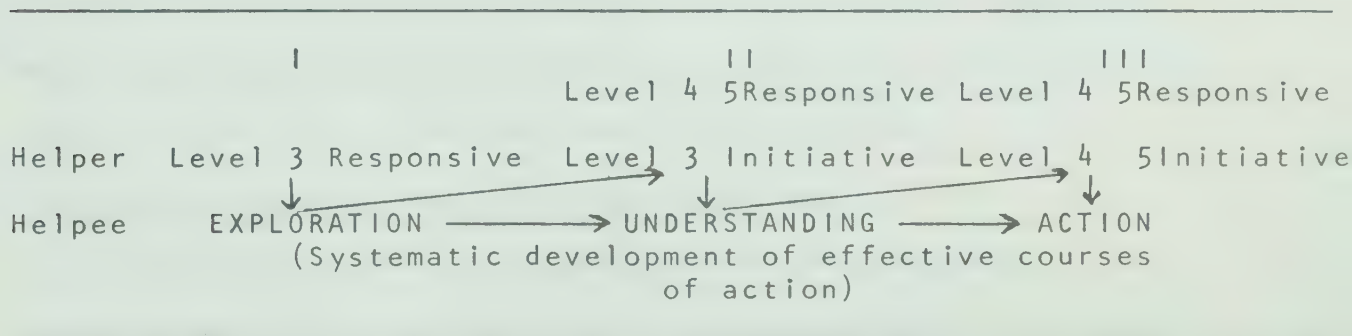 I II III
Level 4 5Responsive Level 4 5Responsive
Helper Level 3 Responsive Level 3 Initiative Level 4 5Initiative
Helpee EXPLORATION UNDERSTANDING ACTION
(Systematic development of effective courses
of action)